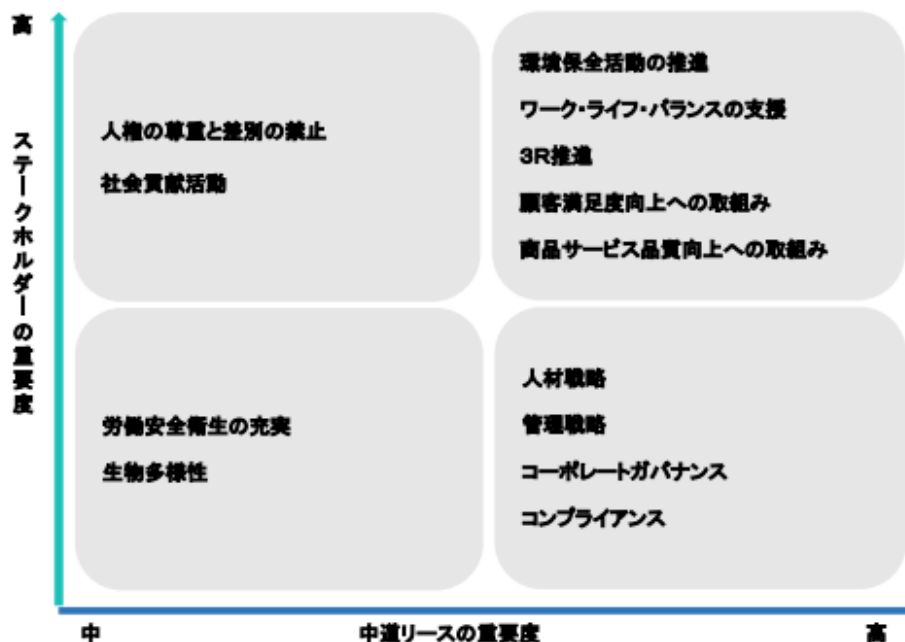 高
ステークホルダーの重要度
人権の尊重と差別の禁止
社会貢献活動
環境保全活動の推進
ワーク・ライフ・バランスの支援
3R推進
顧客満足度向上への取組み
商品サービス品質向上への取組み
労働安全衛生の充実
生物多様性
人材戦略
管理戦略
コーポレートガバナンス
コンプライアンス
中
中道リースの重要度
高